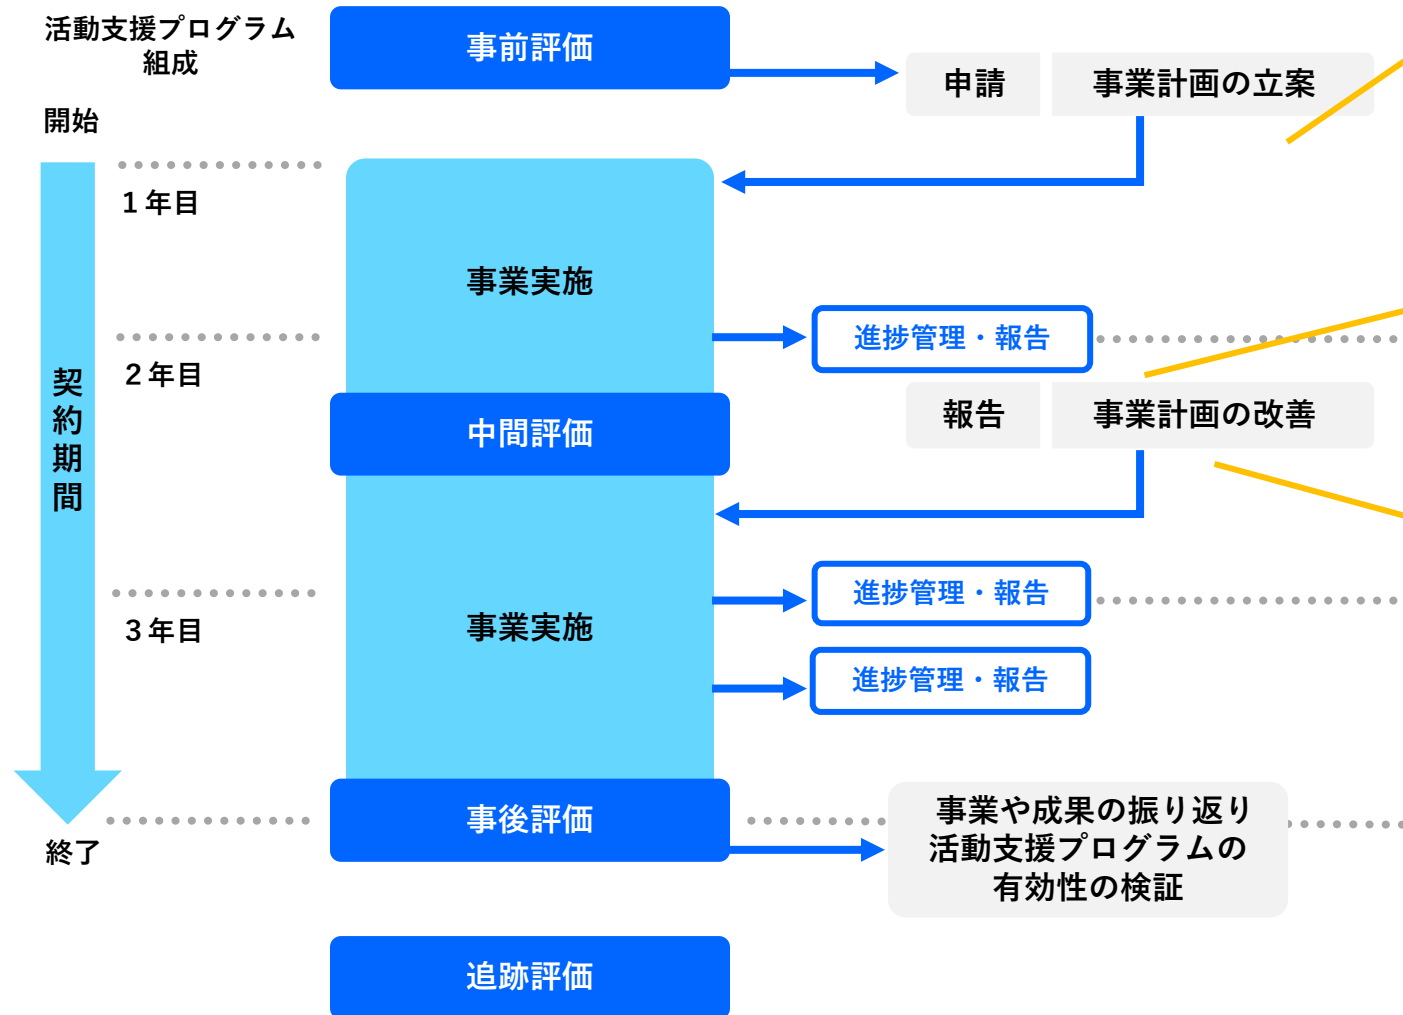 活動支援プログラム
組成
事前評価
申請
事業計画の立案
開始
1年目
事業実施
2年目
進捗管理・報告
契約期間
中間評価
報告
事業計画の改善
進捗管理・報告
3年目
事業実施
進捗管理・報告
事後評価
終了
事業や成果の振り返り
活動支援プログラムの
有効性の検証
追跡評価